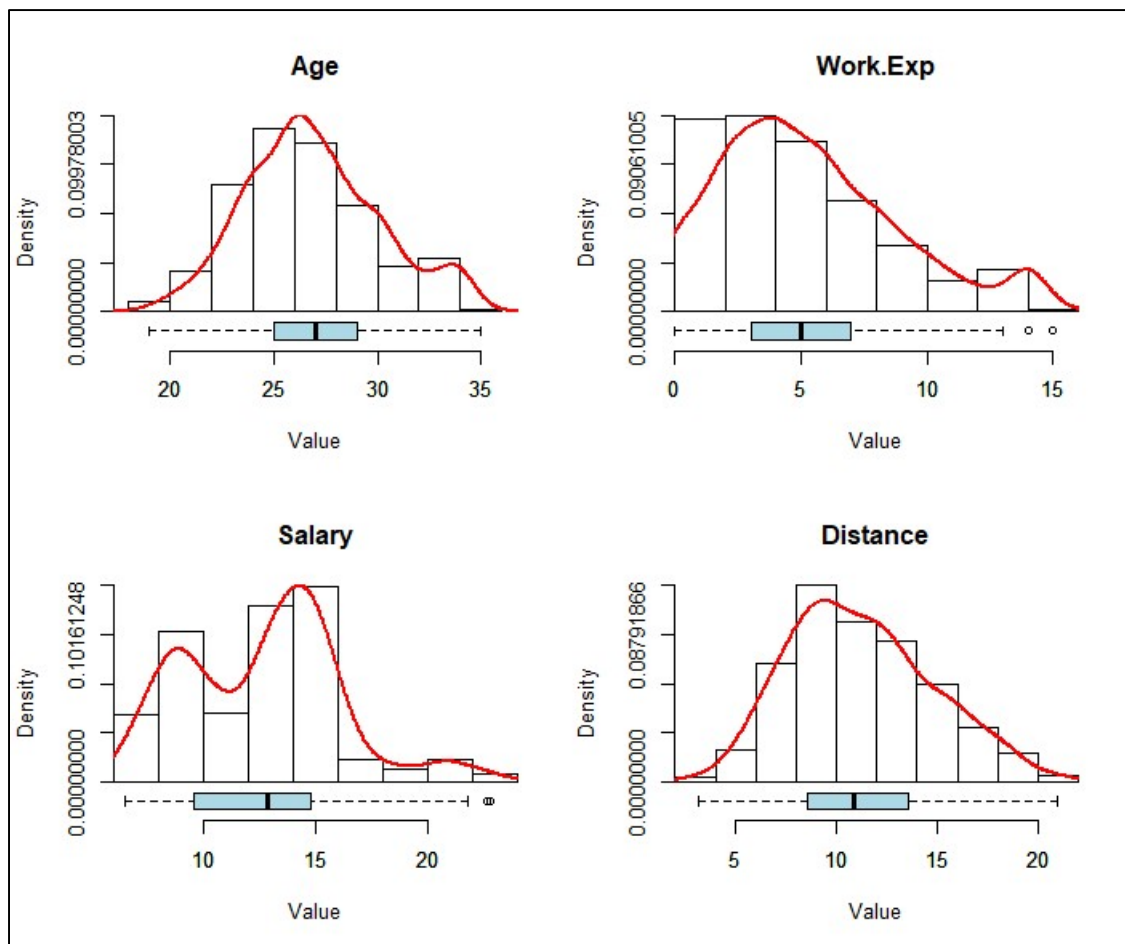 Age
Density
0.00000000
0.09978003
20 25 30 35
Value
Work.Exp
Density
0.00000000
0.09061005
0 5 10 15
Value
Salary
Density
0.00000000
0.10161248
10 15 20
Value
Distance
Density
0.00000000
0.08791866
5 10 15 20
Value